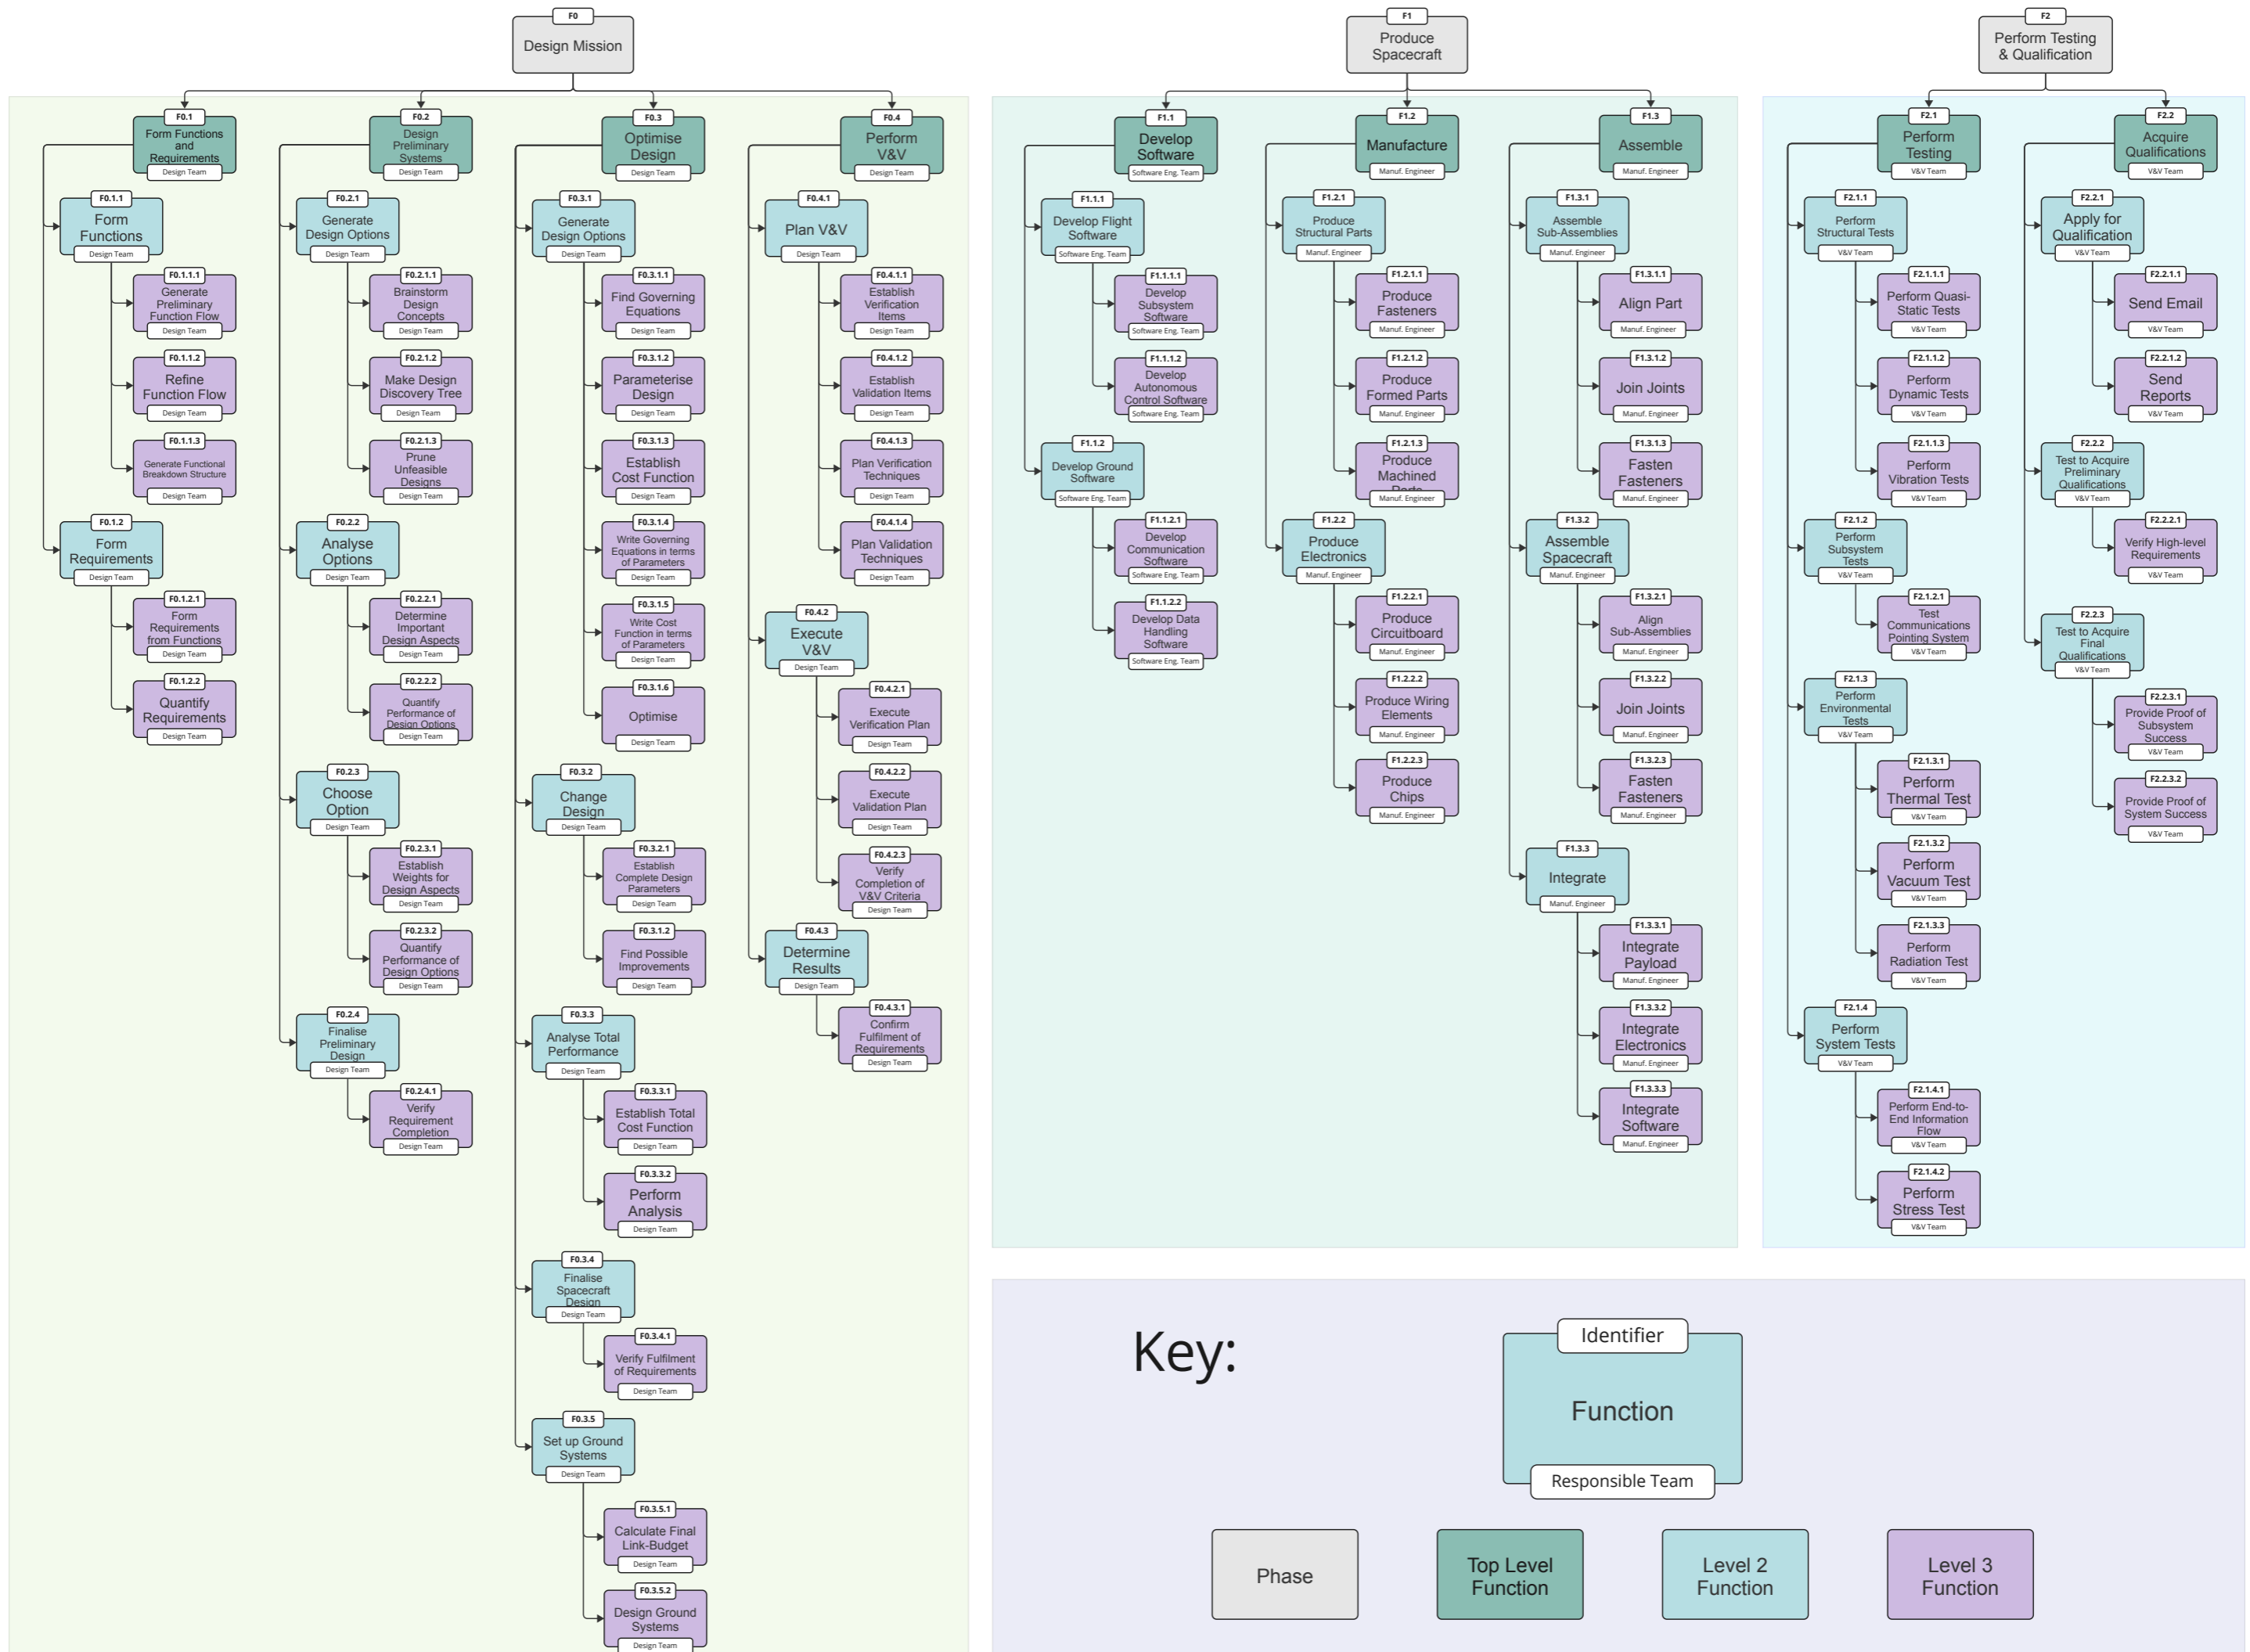 F0
Design Mission
F0.1
Form Functions
and
Requirements
Design Team
F0.1.1
Form
Functions
Design Team
F0.1.1.1
Generate
Preliminary
Function Flow
Design Team
F0.1.1.2
Refine
Function Flow
Design Team
F0.1.1.3
Generate Functional
Breakdown Structure
Design Team
F0.1.2
Form
Requirements
Design Team
F0.1.2.1
Form
Requirements
from Functions
Design Team
F0.1.2.2
Quantify
Requirements
Design Team
F0.2
Design
Preliminary
Systems
Design Team
F0.2.1
Generate
Design Options
Design Team
F0.2.1.1
Brainstorm
Design
Concepts
Design Team
F0.2.1.2
Make Design
Discovery Tree
Design Team
F0.2.1.3
Prune
Unfeasible
Designs
Design Team
F0.2.2
Analyse
Options
Design Team
F0.2.2.1
Determine
Important
Design Aspects
Design Team
F0.2.2.2
Quantify
Performance of
Design Options
Design Team
F0.2.3
Choose
Option
Design Team
F0.2.3.1
Establish
Weights for
Design Aspects
Design Team
F0.2.3.2
Quantify
Performance of
Design Options
Design Team
F0.2.4
Finalise
Preliminary
Design
Design Team
F0.2.4.1
Verify
Requirement
Completion
Design Team
F0.3
Optimise
Design
Design Team
F0.3.1
Generate
Design Options
Design Team
F0.3.1.1
Find Governing
Equations
Design Team
F0.3.1.2
Parameterise
Design
Design Team
F0.3.1.3
Establish
Cost Function
Design Team
F0.3.1.4
Write Governing
Equations in terms
of Parameters
Design Team
F0.3.1.5
Write Cost
Function in terms
of Parameters
Design Team
F0.3.1.6
Optimise
Design Team
F0.3.2
Change
Design
Design Team
F0.3.2.1
Establish
Complete Design
Parameters
Design Team
F0.3.1.2
Find Possible
Improvements
Design Team
F0.3.3
Analyse Total
Performance
Design Team
F0.3.3.1
Establish Total
Cost Function
Design Team
F0.3.3.2
Perform
Analysis
Design Team
F0.3.4
Finalise
Spacecraft
Design
Design Team
F0.3.4.1
Verify Fulfilment
of Requirements
Design Team
F0.3.5
Set up Ground
Systems
Design Team
F0.3.5.1
Calculate Final
Link-Budget
Design Team
F0.3.5.2
Design Ground
Systems
Design Team
F0.4
Perform
V&V
Design Team
F0.4.1
Plan V&V
Design Team
F0.4.1.1
Establish
Verification
Items
Design Team
F0.4.1.2
Establish
Validation Items
Design Team
F0.4.1.3
Plan Verification
Techniques
Design Team
F0.4.1.4
Plan Validation
Techniques
Design Team
F0.4.2
Execute
V&V
Design Team
F0.4.2.1
Execute
Verification Plan
Design Team
F0.4.2.2
Execute
Validation Plan
Design Team
F0.4.2.3
Verify
Completion of
V&V Criteria
Design Team
F0.4.3
Determine
Results
Design Team
F0.4.3.1
Confirm
Fulfilment of
Requirements
Design Team
F1
Produce
Spacecraft
F1.1
Develop
Software
Software Eng. Team
F1.1.1
Develop Flight
Software
Software Eng. Team
F1.1.1.1
Develop
Subsystem
Software
Software Eng. Team
F1.1.1.2
Develop
Autonomous
Control Software
Software Eng. Team
F1.1.2
Develop Ground
Software
Software Eng. Team
F1.1.2.1
Develop
Communication
Software
Software Eng. Team
F1.1.2.2
Develop Data
Handling
Software
Software Eng. Team
F1.2
Manufacture
Manuf. Engineer
F1.2.1
Produce
Structural Parts
Manuf. Engineer
F1.2.1.1
Produce
Fasteners
Manuf. Engineer
F1.2.1.2
Produce
Formed Parts
Manuf. Engineer
F1.2.1.3
Produce
Machined
Parts
Manuf. Engineer
F1.2.2
Produce
Electronics
Manuf. Engineer
F1.2.2.1
Produce
Circuitboard
Manuf. Engineer
F1.2.2.2
Produce Wiring
Elements
Manuf. Engineer
F1.2.2.3
Produce
Chips
Manuf. Engineer
F1.3
Assemble
Manuf. Engineer
F1.3.1
Assemble
Sub-Assemblies
Manuf. Engineer
F1.3.1.1
Align Part
Manuf. Engineer
F1.3.1.2
Join Joints
Manuf. Engineer
F1.3.1.3
Fasten
Fasteners
Manuf. Engineer
F1.3.2
Assemble
Spacecraft
Manuf. Engineer
F1.3.2.1
Align
Sub-Assemblies
Manuf. Engineer
F1.3.2.2
Join Joints
Manuf. Engineer
F1.3.2.3
Fasten
Fasteners
Manuf. Engineer
F1.3.3
Integrate
Manuf. Engineer
F1.3.3.1
Integrate
Payload
Manuf. Engineer
F1.3.3.2
Integrate
Electronics
Manuf. Engineer
F1.3.3.3
Integrate
Software
Manuf. Engineer
F2
Perform Testing
& Qualification
F2.1
Perform
Testing
V&V Team
F2.1.1
Perform
Structural Tests
V&V Team
F2.1.1.1
Perform Quasi-
Static Tests
V&V Team
F2.1.1.2
Perform
Dynamic Tests
V&V Team
F2.1.1.3
Perform
Vibration Tests
V&V Team
F2.1.2
Perform
Subsystem
Tests
V&V Team
F2.1.2.1
Test
Communications
Pointing System
V&V Team
F2.1.3
Perform
Environmental
Tests
V&V Team
F2.1.3.1
Perform
Thermal Test
V&V Team
F2.1.3.2
Perform
Vacuum Test
V&V Team
F2.1.3.3
Perform
Radiation Test
V&V Team
F2.1.4
Perform
System Tests
V&V Team
F2.1.4.1
Perform End-to-
End Information
Flow
V&V Team
F2.1.4.2
Perform
Stress Test
V&V Team
F2.2
Acquire
Qualifications
V&V Team
F2.2.1
Apply for
Qualification
V&V Team
F2.2.1.1
Send Email
V&V Team
F2.2.1.2
Send
Reports
V&V Team
F2.2.2
Test to Acquire
Preliminary
Qualifications
V&V Team
F2.2.2.1
Verify High-level
Requirements
V&V Team
F2.2.3
Test to Acquire
Final
Qualifications
V&V Team
F2.2.3.1
Provide Proof of
Subsystem
Success
V&V Team
F2.2.3.2
Provide Proof of
System Success
V&V Team
Key:
Identifier
Function
Responsible Team
Phase
Top Level
Function
Level 2
Function
Level 3
Function